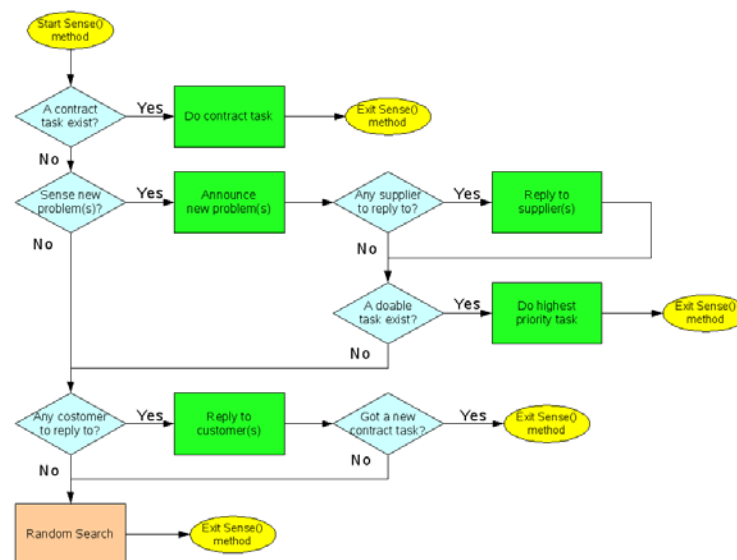 Start Sense()
method
A contract
task exist?
Yes
Do contract task
Exit Sense()
method
No
Sense new
problem(s)?
Yes
Announce
new problem(s)
Any supplier
to reply to?
Yes
Reply to
supplier(s)
No
No
A doable
task exist?
Yes
Do highest
priority task
Exit Sense()
method
No
Any costomer
to reply to?
Yes
Reply to
customer(s)
Got a new
contract task?
Yes
Exit Sense()
method
No
No
Random Search
Exit Sense()
method